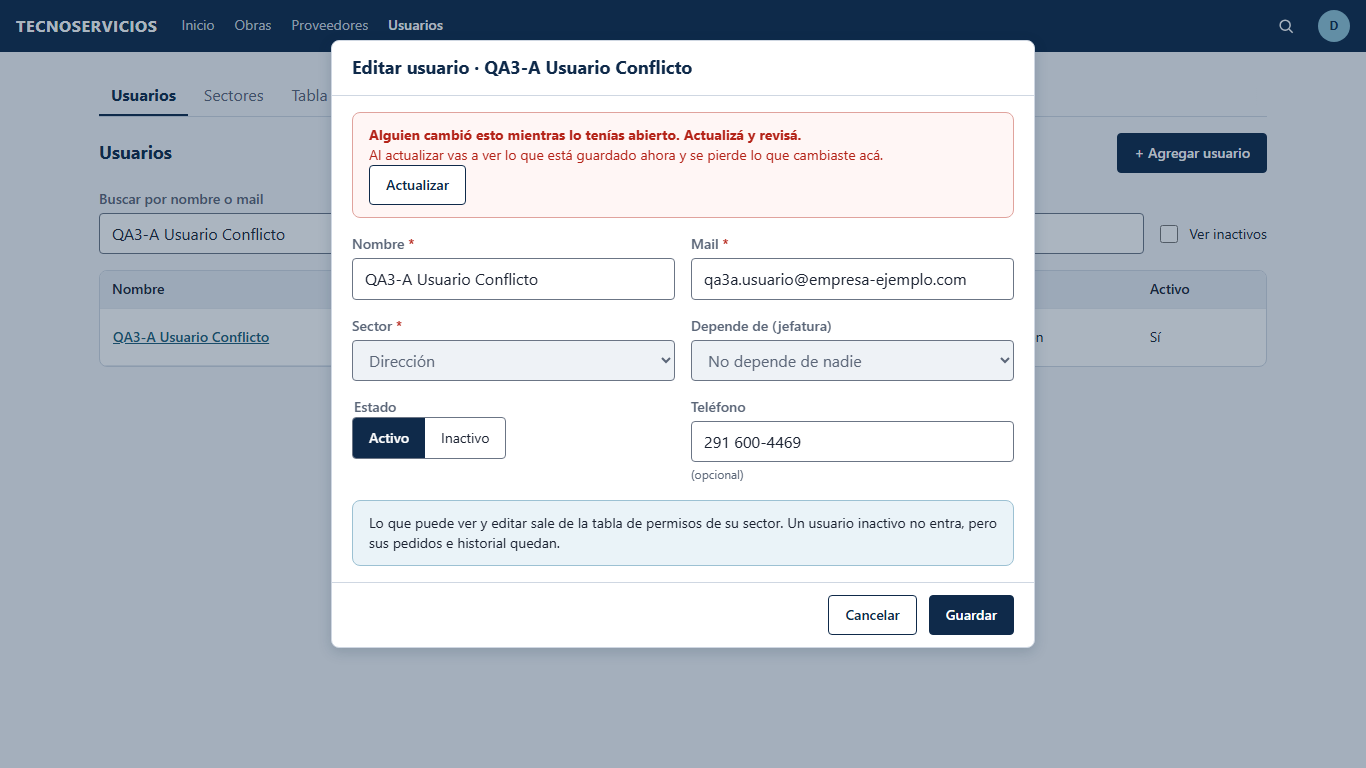 TECNOSERVICIOS Inicio Obras Proveedores Usuarios D
Editar usuario · QA3-A Usuario Conflicto
Usuarios Sectores Tabla
Alguien cambió esto mientras lo tenías abierto. Actualizá y revisá.
Al actualizar vas a ver lo que está guardado ahora y se pierde lo que cambiaste acá.
Actualizar
Usuarios
+ Agregar usuario
Buscar por nombre o mail
QA3-A Usuario Conflicto
Ver inactivos
Nombre Activo
QA3-A Usuario Conflicto n Sí
Nombre * Mail *
QA3-A Usuario Conflicto qa3a.usuario@empresa-ejemplo.com
Sector * Depende de (jefatura)
Dirección No depende de nadie
Estado Teléfono
Activo Inactivo 291 600-4469
(opcional)
Lo que puede ver y editar sale de la tabla de permisos de su sector. Un usuario inactivo no entra, pero
sus pedidos e historial quedan.
Cancelar Guardar